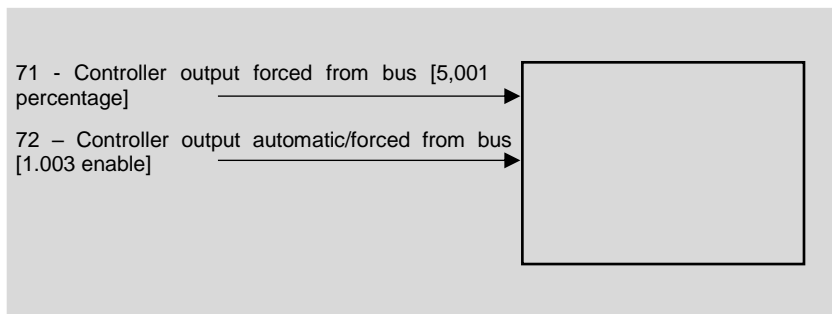 71 - Controller output forced from bus [5,001
percentage]
72 – Controller output automatic/forced from bus
[1.003 enable]